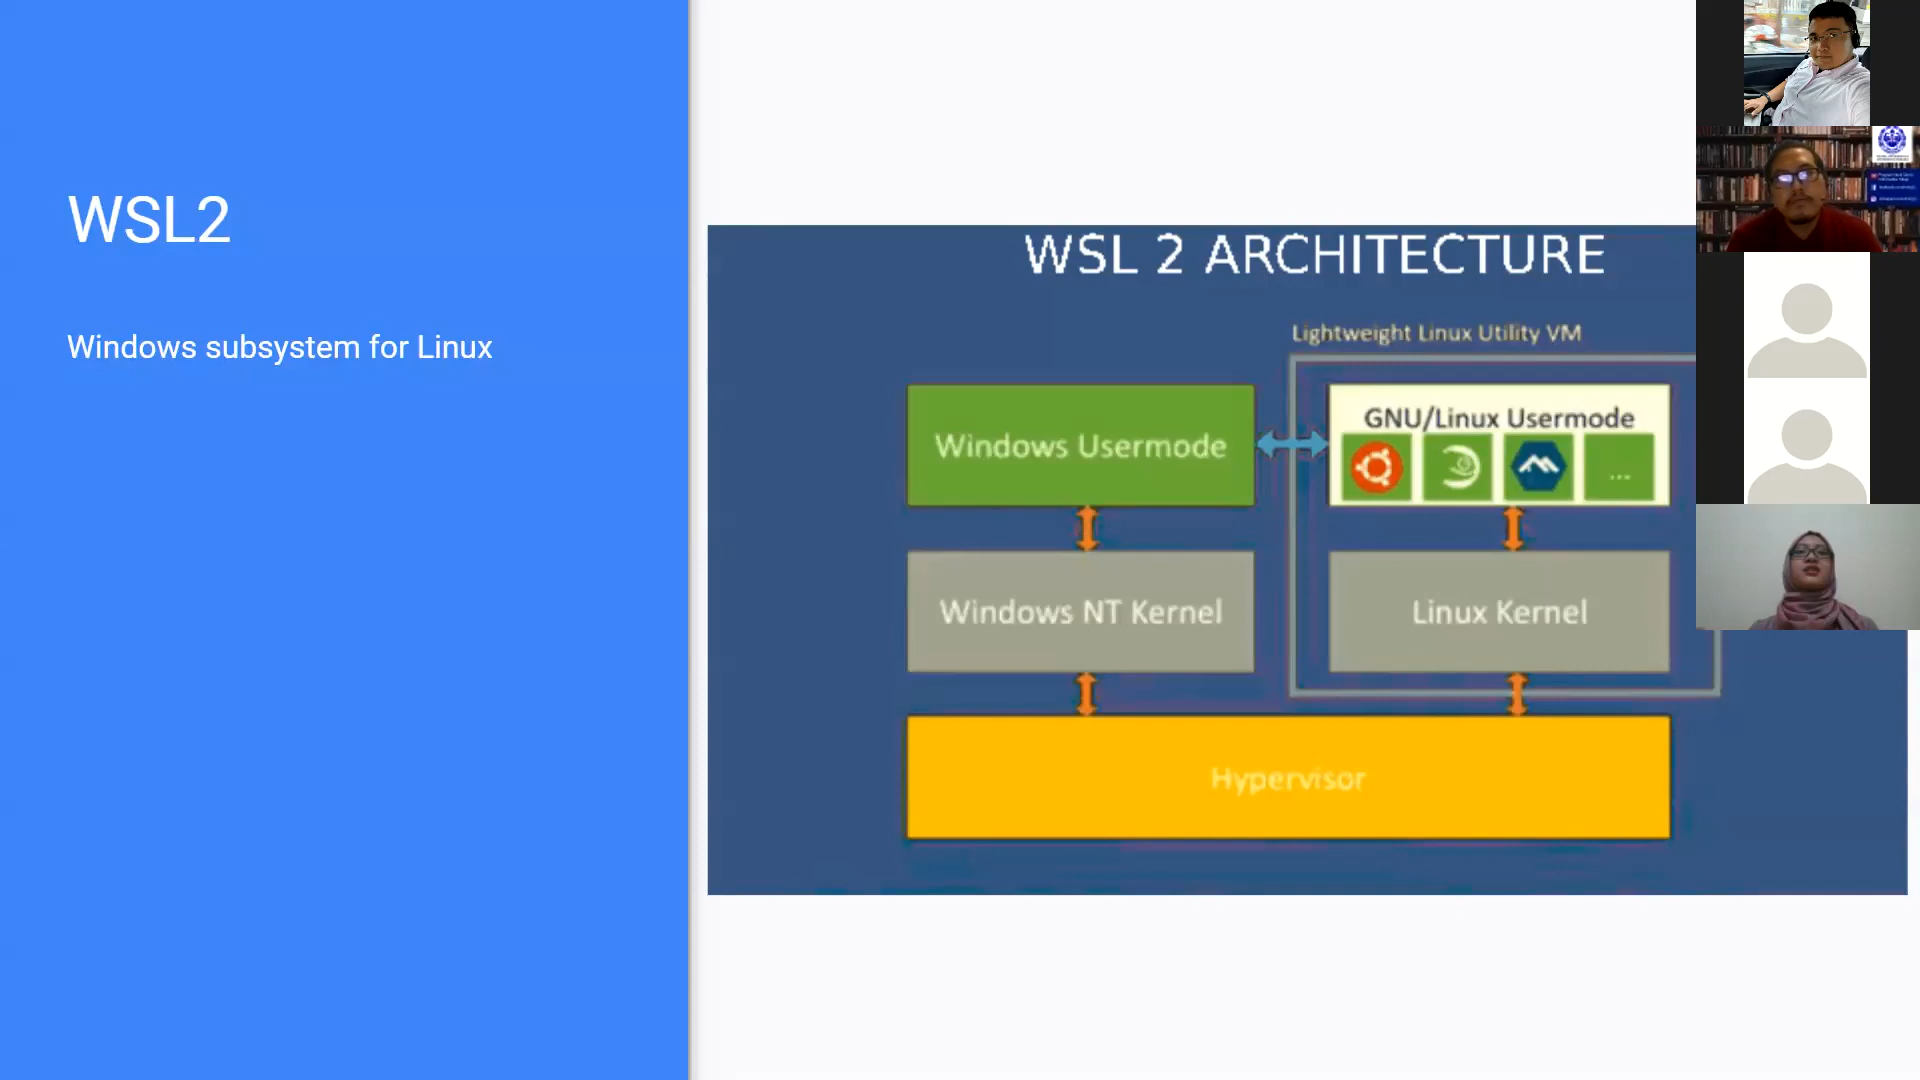 WSL2
Windows subsystem for Linux
WSL 2 ARCHITECTURE
Lightweight Linux Utility VM
Windows Usermode
GNU/Linux Usermode
...
Windows NT Kernel
Linux Kernel
Hypervisor